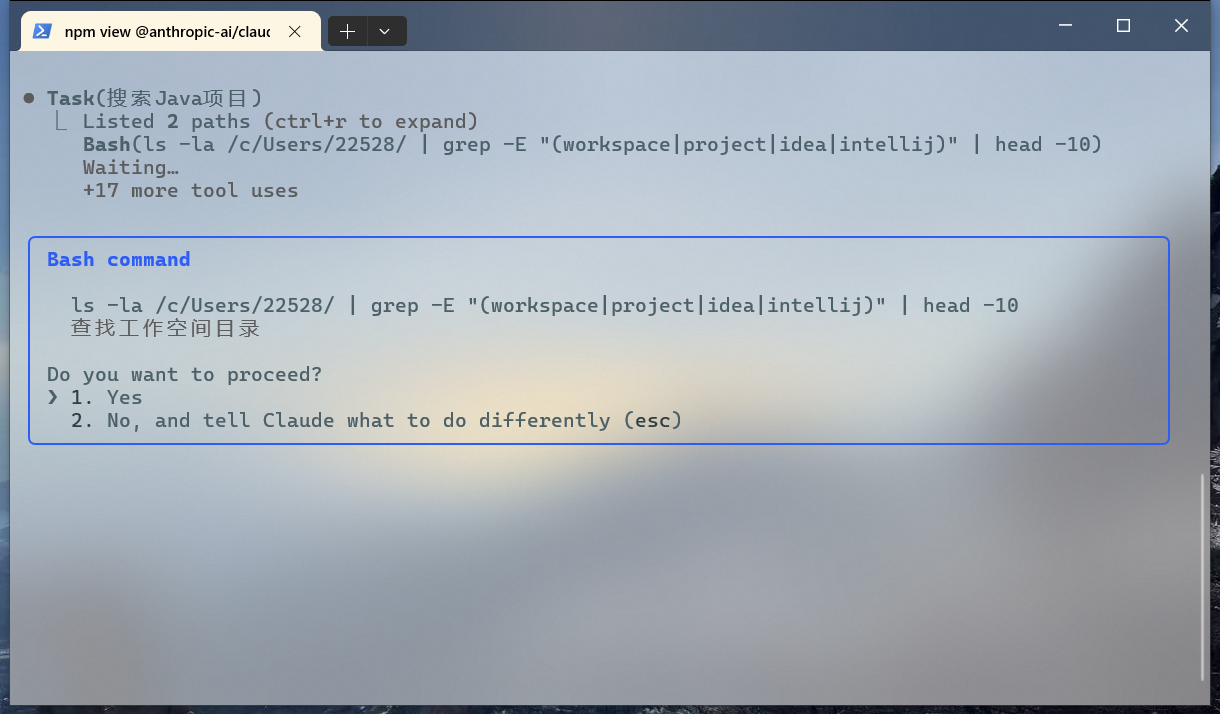 npm view @anthropic-ai/claud
● Task(搜索Java项目)
⎿ Listed 2 paths (ctrl+r to expand)
Bash(ls -la /c/Users/22528/ | grep -E "(workspace|project|idea|intellij)" | head -10)
Waiting…
+17 more tool uses
Bash command
ls -la /c/Users/22528/ | grep -E "(workspace|project|idea|intellij)" | head -10
查找工作空间目录
Do you want to proceed?
❯ 1. Yes
2. No, and tell Claude what to do differently (esc)